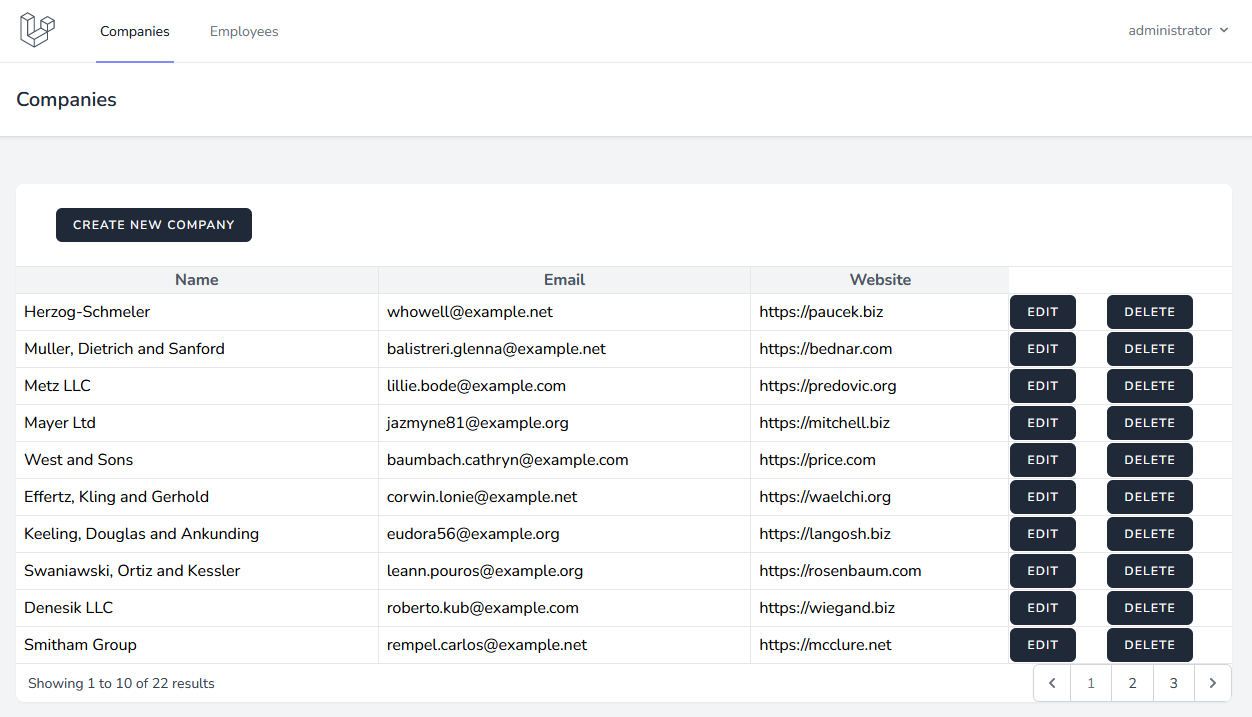 Companies Employees administrator
Companies
CREATE NEW COMPANY
Name Email Website
Herzog-Schmeler whowell@example.net https://paucek.biz EDIT DELETE
Muller, Dietrich and Sanford balistreri.glenna@example.net https://bednar.com EDIT DELETE
Metz LLC lillie.bode@example.com https://predovic.org EDIT DELETE
Mayer Ltd jazmyne81@example.org https://mitchell.biz EDIT DELETE
West and Sons baumbach.cathryn@example.com https://price.com EDIT DELETE
Effertz, Kling and Gerhold corwin.lonie@example.net https://waelchi.org EDIT DELETE
Keeling, Douglas and Ankunding eudora56@example.org https://langosh.biz EDIT DELETE
Swaniawski, Ortiz and Kessler leann.pouros@example.org https://rosenbaum.com EDIT DELETE
Denesik LLC roberto.kub@example.com https://wiegand.biz EDIT DELETE
Smitham Group rempel.carlos@example.net https://mcclure.net EDIT DELETE
Showing 1 to 10 of 22 results 1 2 3